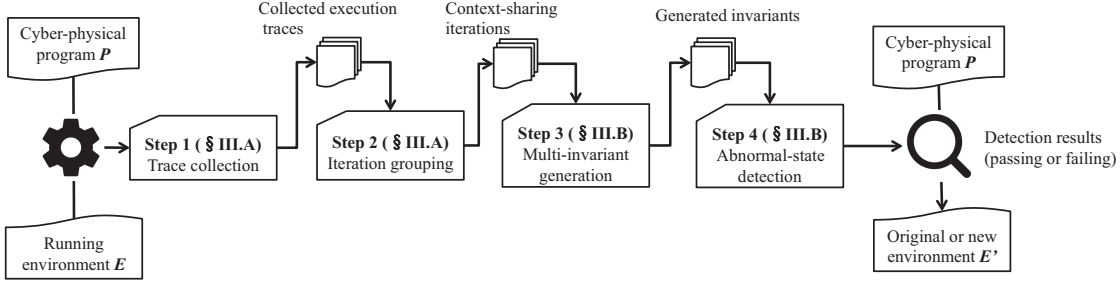 Cyber-physical
program P
Running
environment E
Step 1 ( § III.A)
Trace collection
Collected execution
traces
Step 2 ( § III.A)
Iteration grouping
Context-sharing
iterations
Step 3 ( § III.B)
Multi-invariant
generation
Generated invariants
Step 4 ( § III.B)
Abnormal-state
detection
Cyber-physical
program P
Detection results
(passing or failing)
Original or new
environment E’